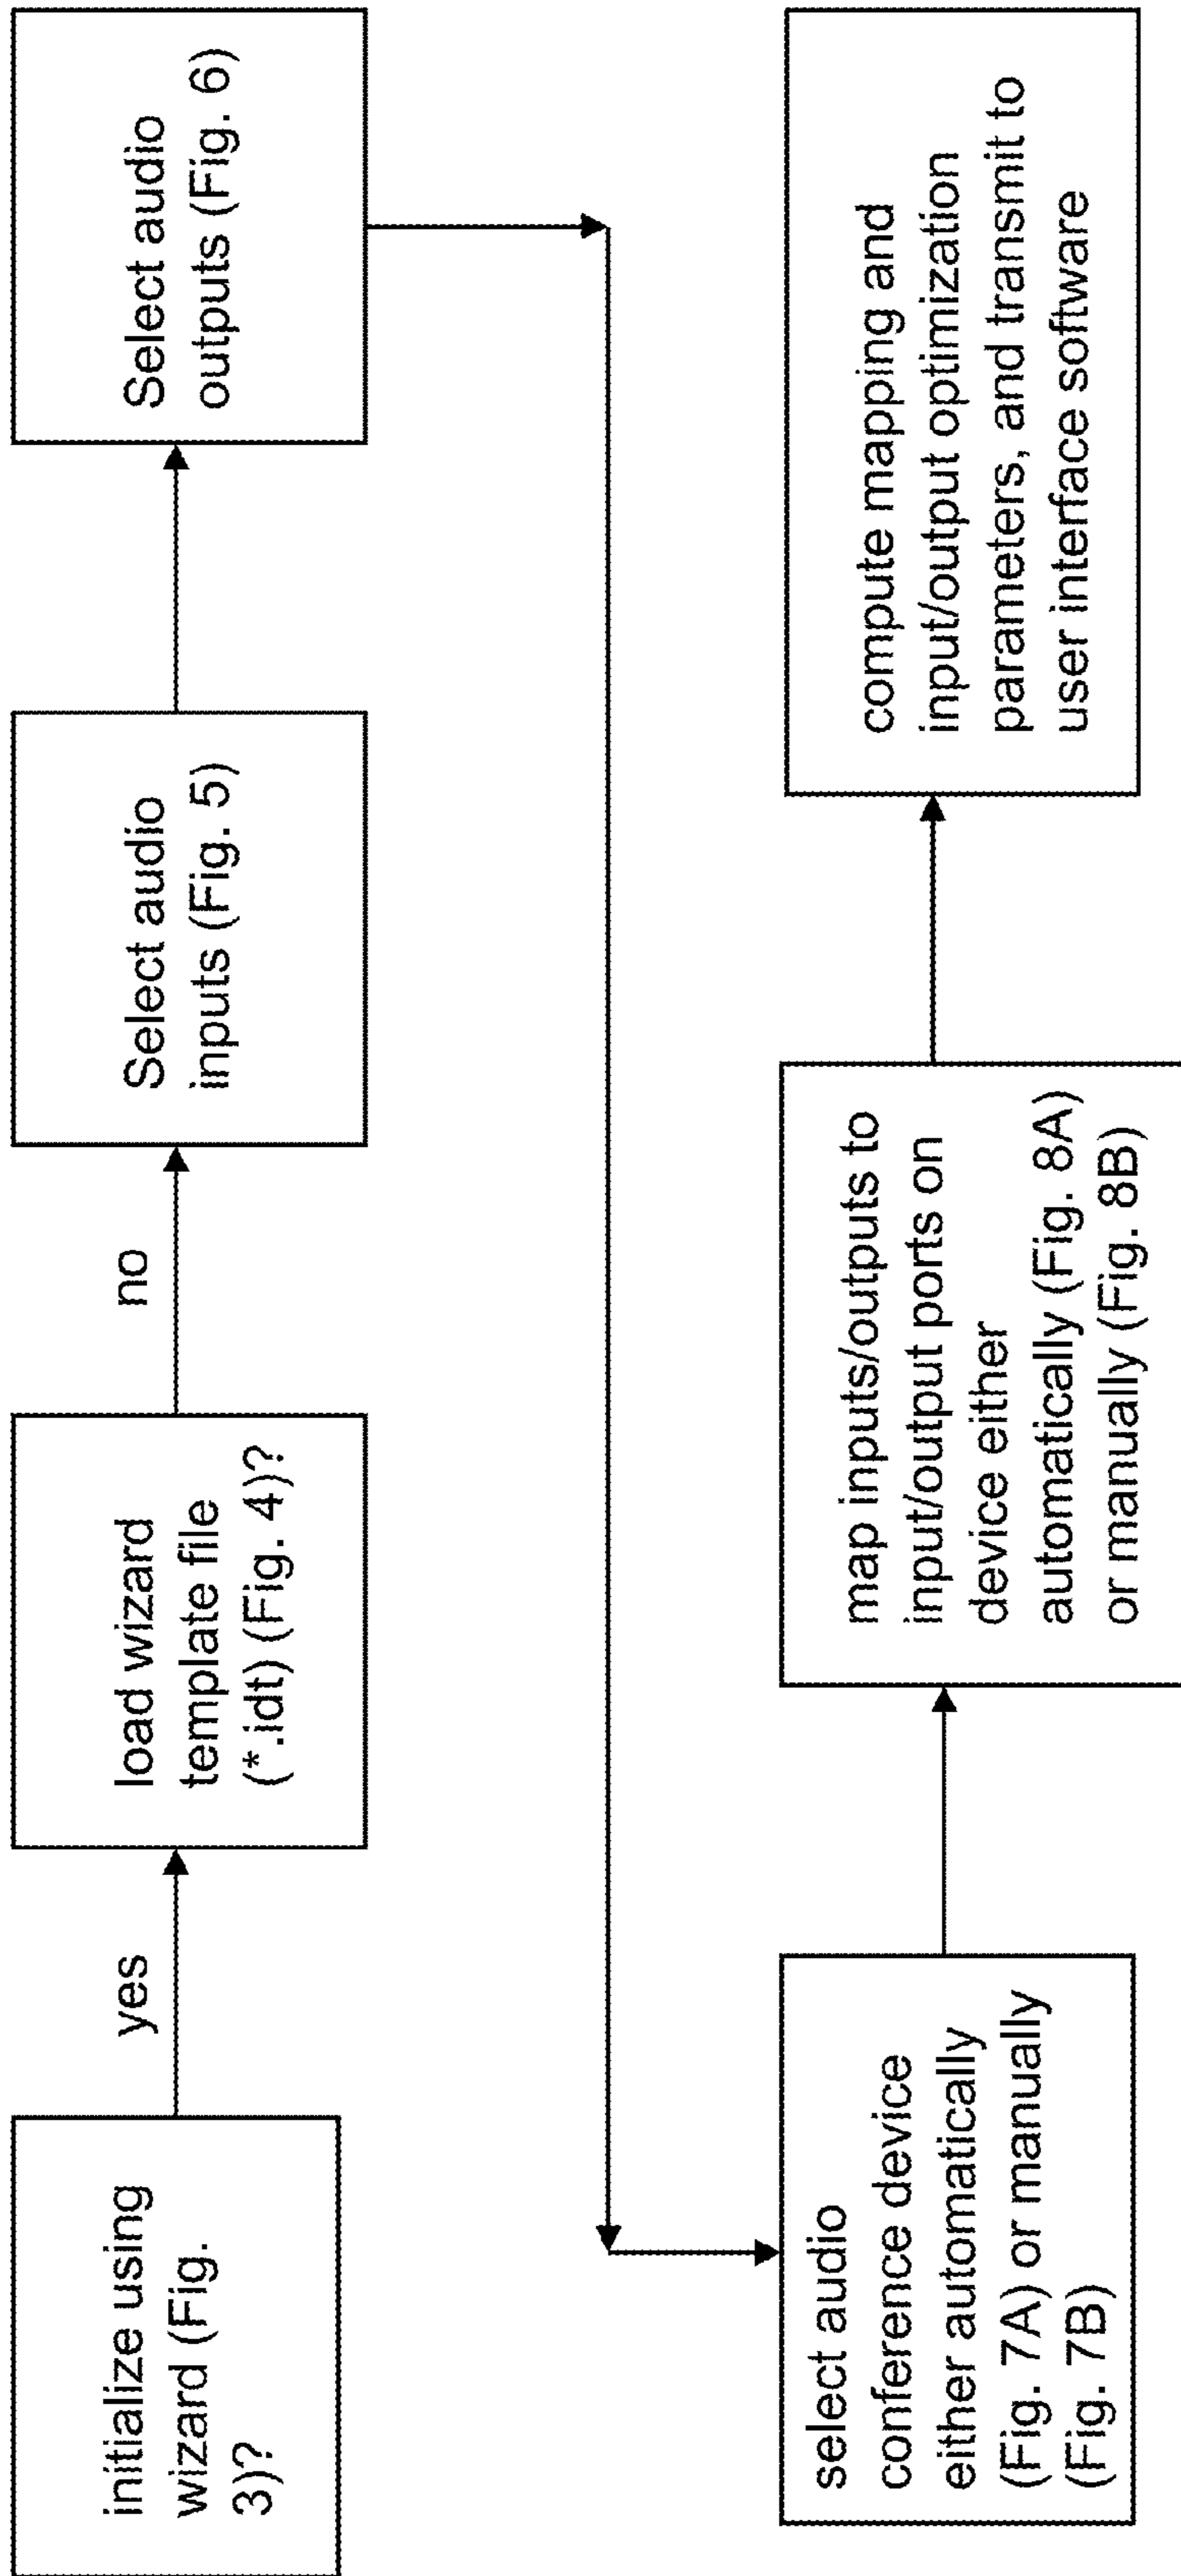 initialize using
wizard (Fig.
3)?
yes
load wizard
template file
(*.idt) (Fig. 4)?
no
Select audio
inputs (Fig. 5)
Select audio
outputs (Fig. 6)
select audio
conference device
either automatically
(Fig. 7A) or manually
(Fig. 7B)
map inputs/outputs to
input/output ports on
device either
automatically (Fig. 8A)
or manually (Fig. 8B)
compute mapping and
input/output optimization
parameters, and transmit to
user interface software